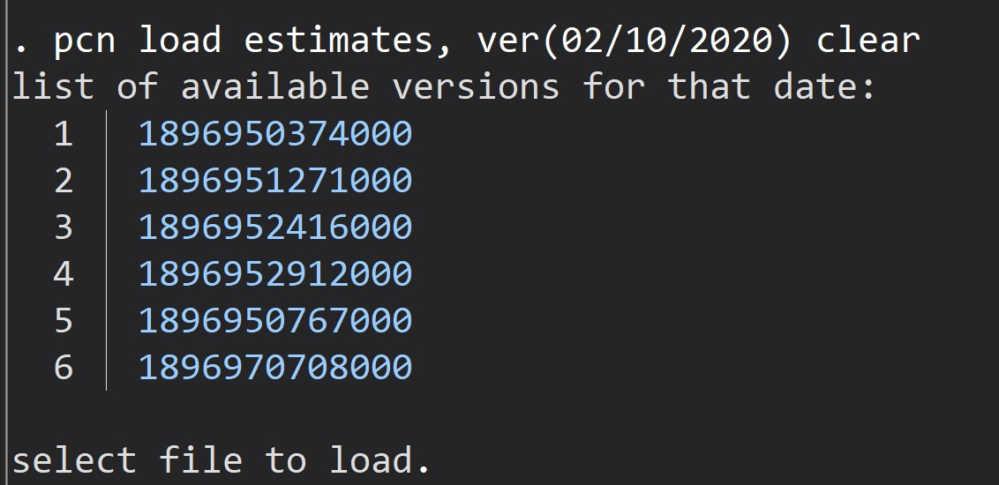 . pcn load estimates, ver(02/10/2020) clear
list of available versions for that date:
1 1896950374000
2 1896951271000
3 1896952416000
4 1896952912000
5 1896950767000
6 1896970708000
select file to load.